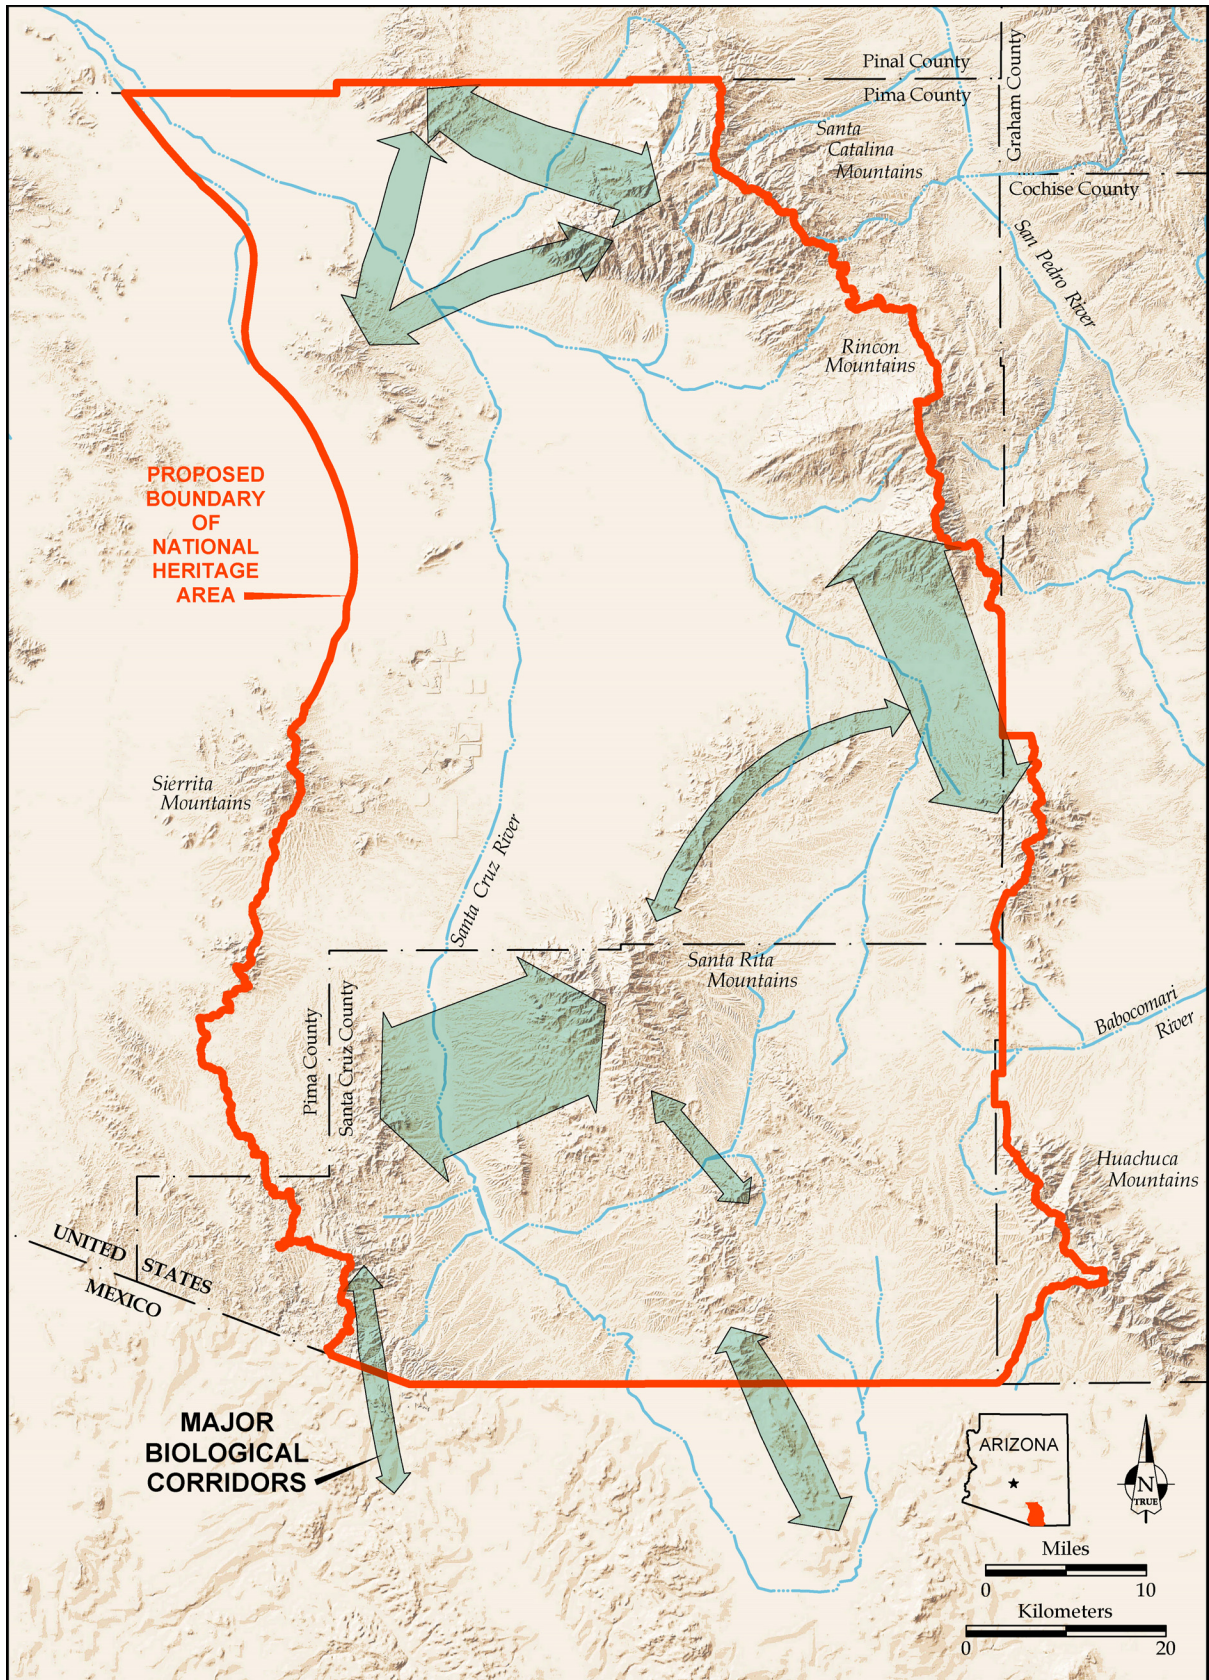 Pinal County
Pima County
Graham County
Cochise County
Santa
Catalina
Mountains
San Pedro River
Rincon
Mountains
PROPOSED
BOUNDARY
OF
NATIONAL
HERITAGE
AREA
Sierrita
Mountains
Santa Cruz River
Santa Rita
Mountains
Babocomari
River
Pima County
Santa Cruz County
Huachuca
Mountains
UNITED STATES
MEXICO
MAJOR
BIOLOGICAL
CORRIDORS
ARIZONA
N
TRUE
Miles
0 10
Kilometers
0 20